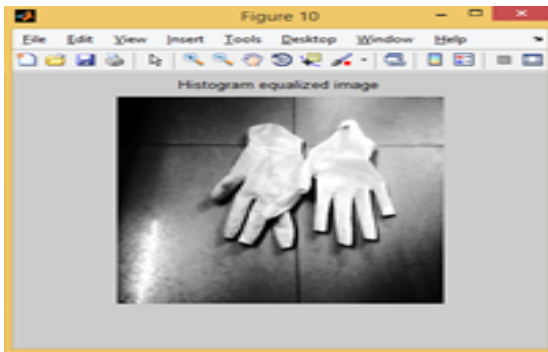 Figure 10
File Edit View Insert Tools Desktop Window Help
Histogram equalized image